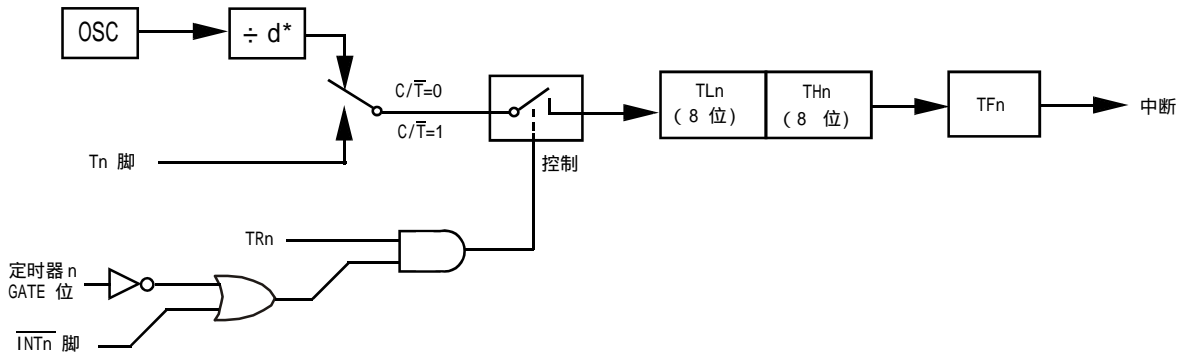 OSC
÷ d*
C/T̅=0
C/T̅=1
Tn 脚
控制
TLn
(8 位)
THn
(8 位)
TFn
中断
TRn
定时器 n
GATE 位
I̅N̅T̅n̅ 脚